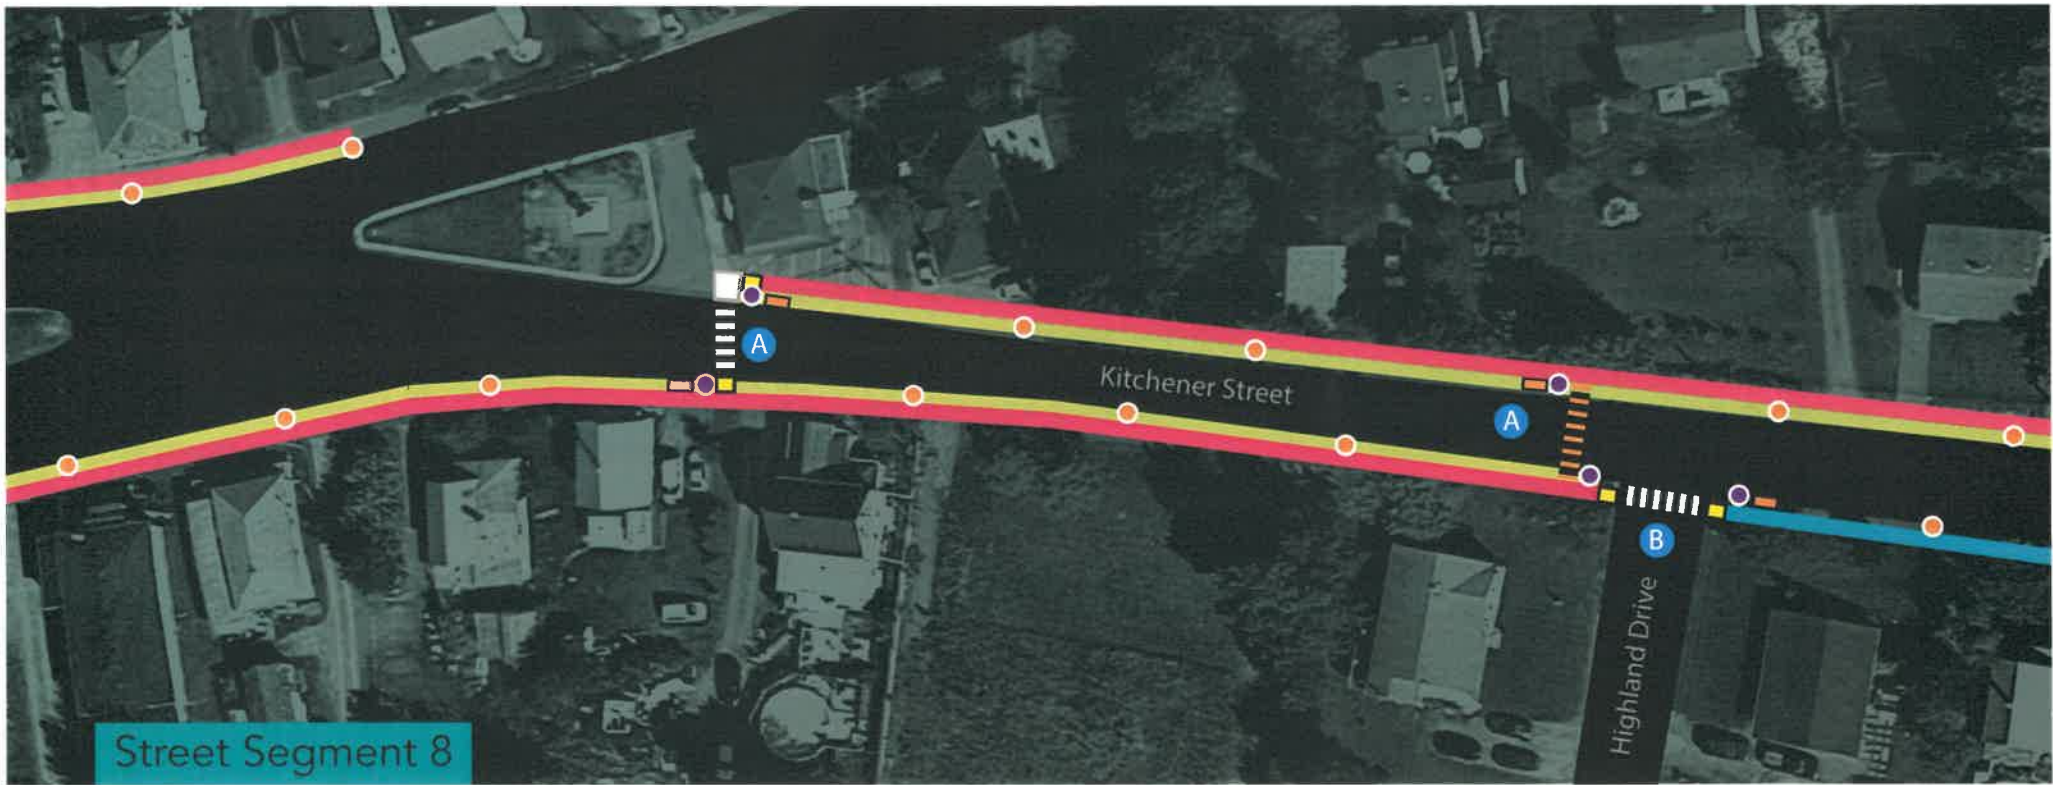 A
Kitchener Street
A
B
Highland Drive
Street Segment 8